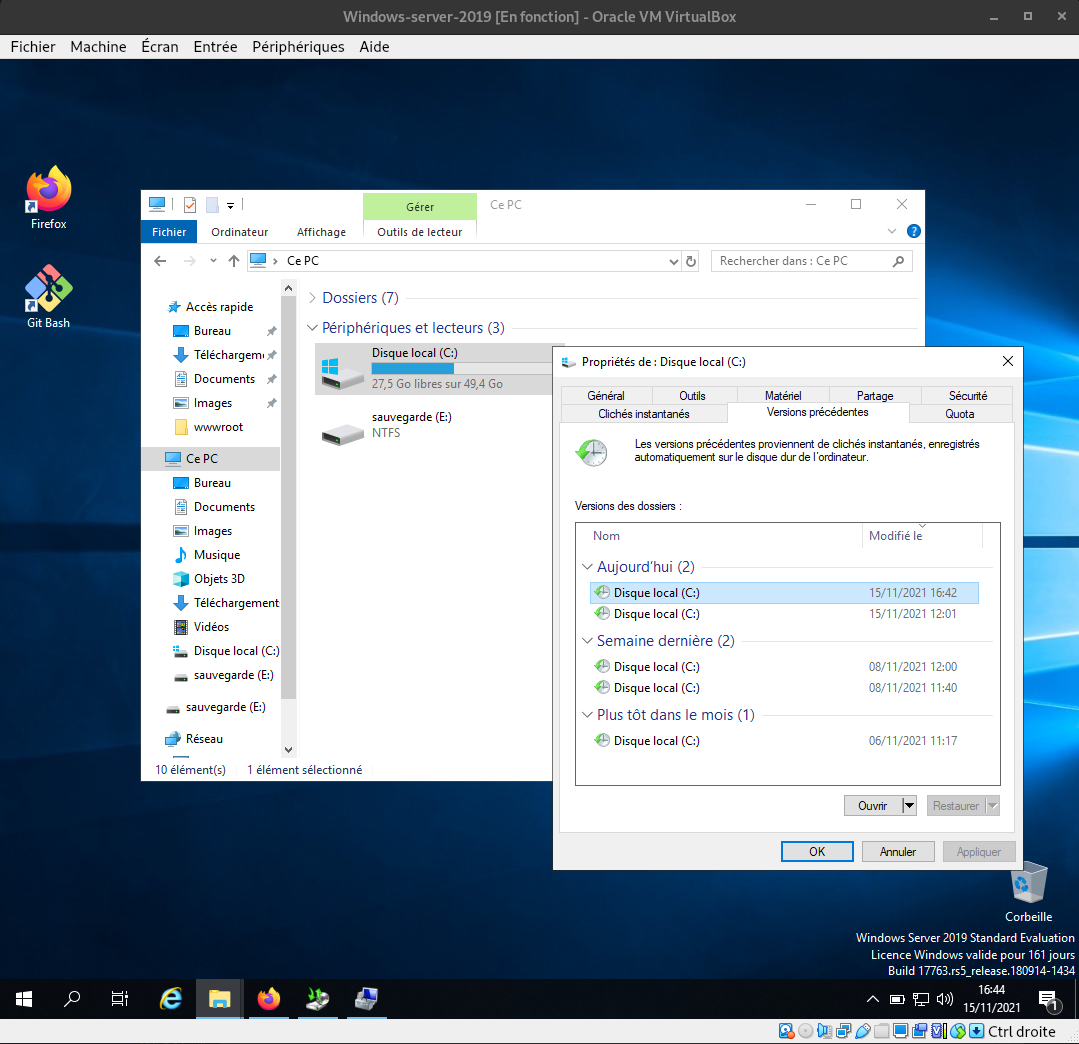 Windows-server-2019 [En fonction] - Oracle VM VirtualBox
Fichier Machine Écran Entrée Périphériques Aide
Firefox
Git Bash
Gérer Ce PC
Fichier Ordinateur Affichage Outils de lecteur
Ce PC Rechercher dans : Ce PC
Accès rapide
Bureau
Téléchargem
Documents
Images
wwwroot
Ce PC
Bureau
Documents
Images
Musique
Objets 3D
Téléchargement
Vidéos
Disque local (C:)
sauvegarde (E:)
sauvegarde (E:)
Réseau
Dossiers (7)
Périphériques et lecteurs (3)
Disque local (C:)
27,5 Go libres sur 49,4 Go
sauvegarde (E:)
NTFS
10 élément(s) 1 élément sélectionné
Propriétés de : Disque local (C:)
Général Outils Matériel Partage Sécurité
Clichés instantanés Versions précédentes Quota
Les versions précédentes proviennent de clichés instantanés, enregistrés
automatiquement sur le disque dur de l'ordinateur.
Versions des dossiers :
Nom Modifié le
Aujourd'hui (2)
Disque local (C:) 15/11/2021 16:42
Disque local (C:) 15/11/2021 12:01
Semaine dernière (2)
Disque local (C:) 08/11/2021 12:00
Disque local (C:) 08/11/2021 11:40
Plus tôt dans le mois (1)
Disque local (C:) 06/11/2021 11:17
Ouvrir Restaurer
OK Annuler Appliquer
Corbeille
Windows Server 2019 Standard Evaluation
Licence Windows valide pour 161 jours
Build 17763.rs5_release.180914-1434
16:44
15/11/2021
1
Ctrl droite